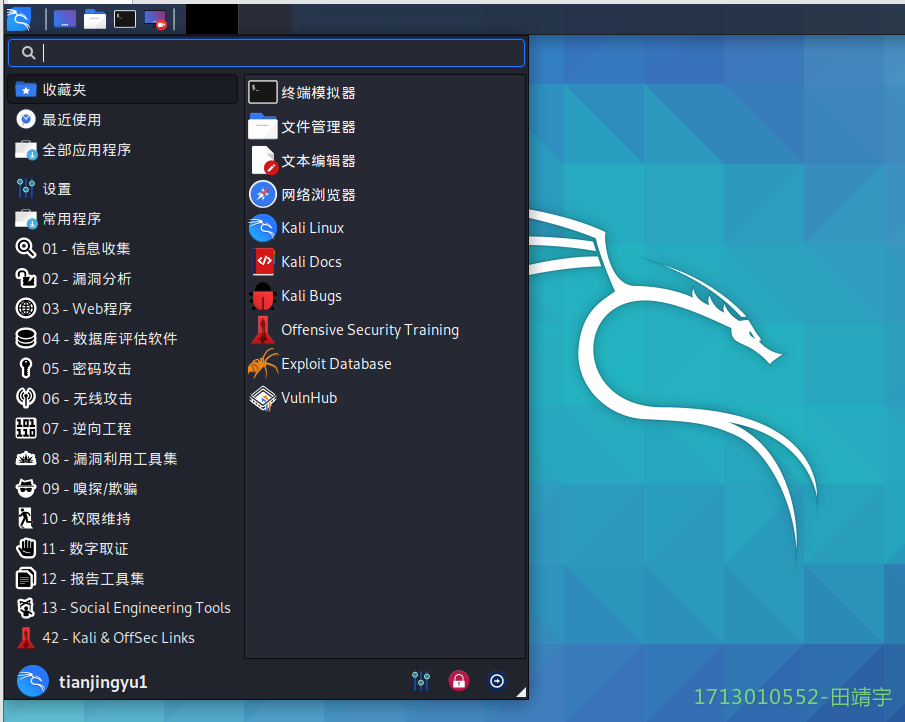 收藏夹
最近使用
全部应用程序
设置
常用程序
01 - 信息收集
02 - 漏洞分析
03 - Web程序
04 - 数据库评估软件
05 - 密码攻击
06 - 无线攻击
07 - 逆向工程
08 - 漏洞利用工具集
09 - 嗅探/欺骗
10 - 权限维持
11 - 数字取证
12 - 报告工具集
13 - Social Engineering Tools
42 - Kali & OffSec Links
终端模拟器
文件管理器
文本编辑器
网络浏览器
Kali Linux
Kali Docs
Kali Bugs
Offensive Security Training
Exploit Database
VulnHub
tianjingyu1
1713010552-田靖宇